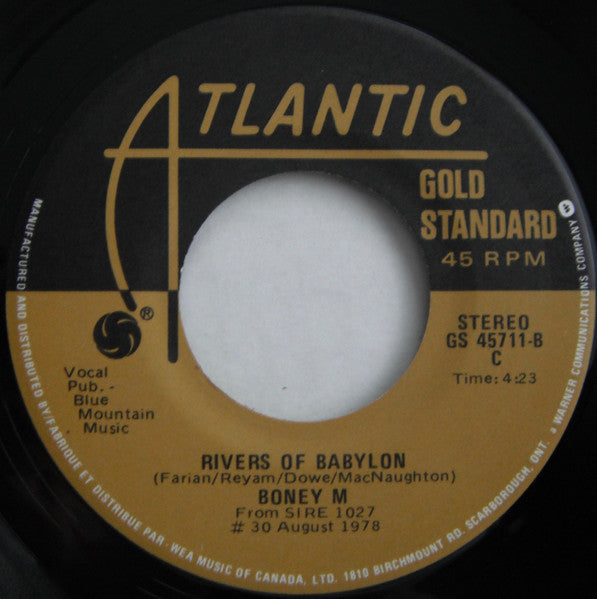 ATLANTIC
GOLD
STANDARD
45 RPM
STEREO
GS 45711-B
C
Time: 4:23
Vocal
Pub. -
Blue
Mountain
Music
RIVERS OF BABYLON
(Farian/Reyam/Dowe/MacNaughton)
BONEY M
From SIRE 1027
# 30 August 1978
MANUFACTURED AND DISTRIBUTED BY/FABRIQUE ET DISTRIBUE PAR - WEA MUSIC OF CANADA, LTD. 1810 BIRCHMOUNT RD. SCARBOROUGH, ONT. A WARNER COMMUNICATIONS COMPANY
®